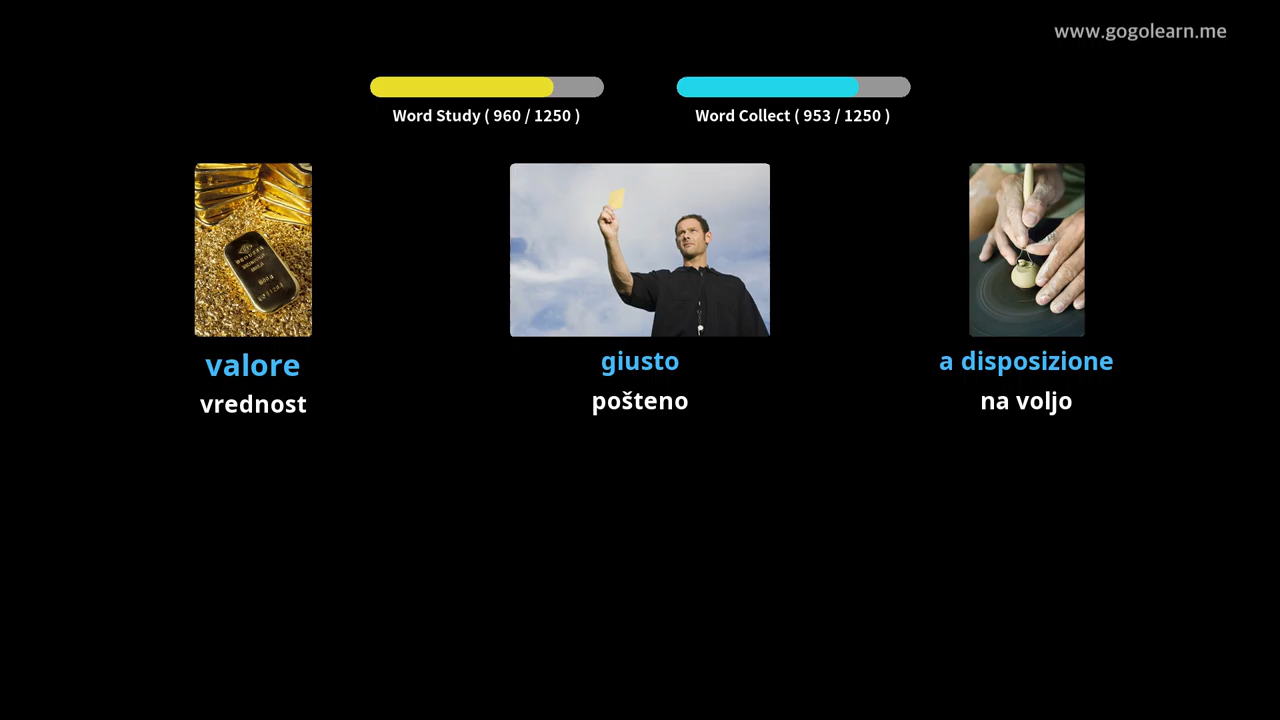 www.gogolearn.me
Word Study ( 960 / 1250 )
Word Collect ( 953 / 1250 )
valore
giusto
a disposizione
vrednost
pošteno
na voljo